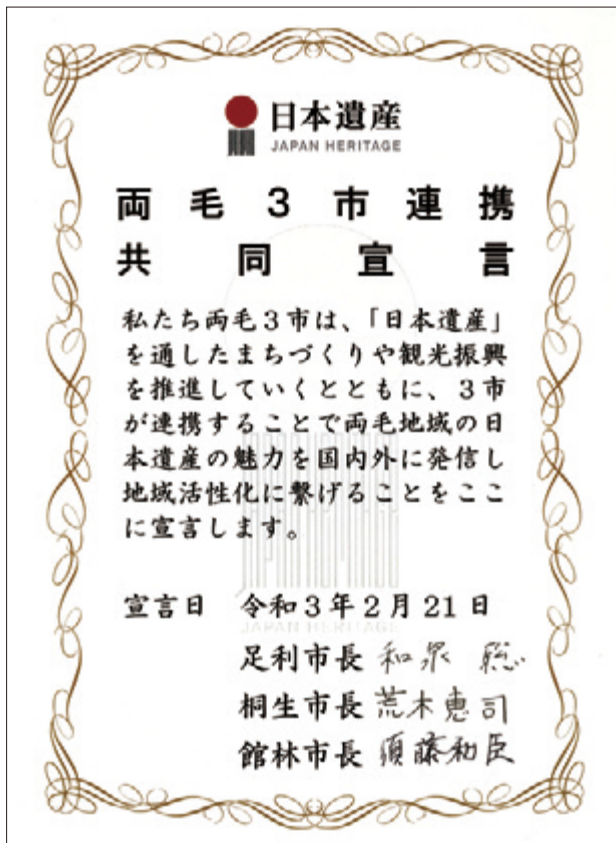 日本遺産
JAPAN HERITAGE
両毛3市連携
共同宣言
私たち両毛3市は、「日本遺産」
を通したまちづくりや観光振興
を推進していくとともに、3市
が連携することで両毛地域の日
本遺産の魅力を国内外に発信し
地域活性化に繋げることをここ
に宣言します。
宣言日 令和3年2月21日
JAPAN HERITAGE
足利市長 和泉 聡
桐生市長 荒木恵司
館林市長 須藤和臣